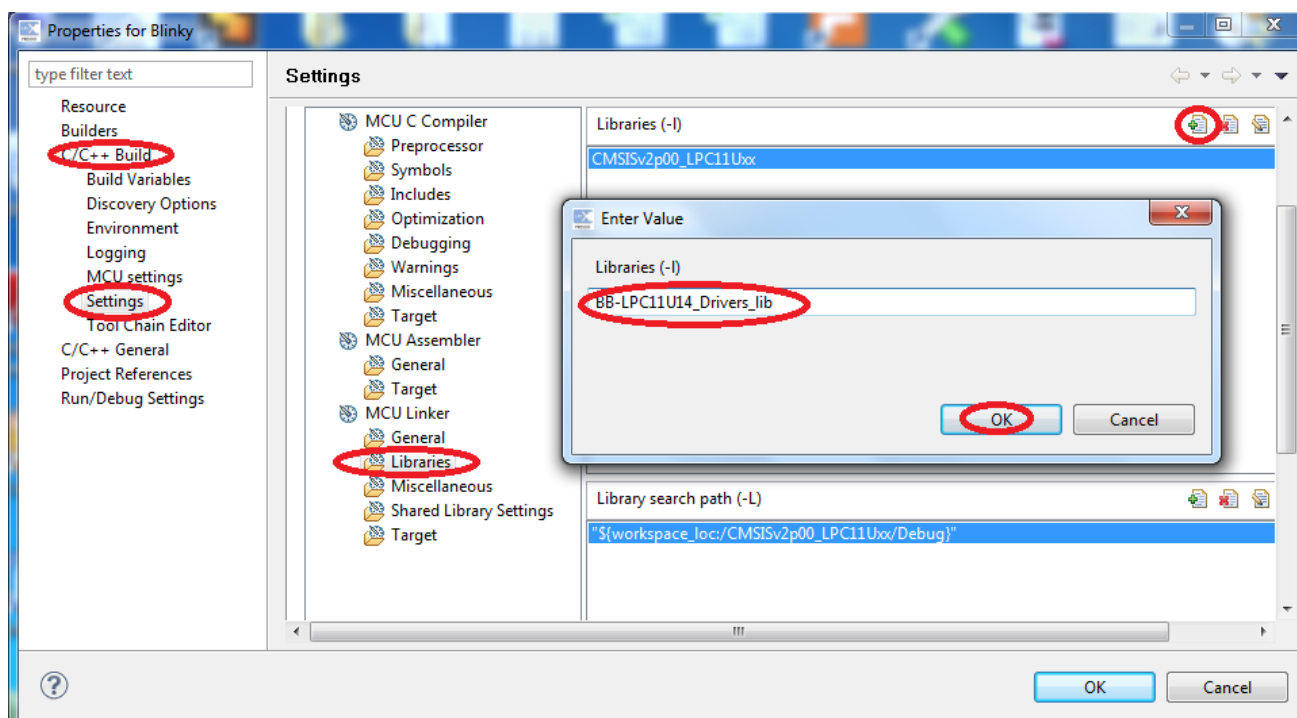 Properties for Blinky
type filter text
Resource
Builders
C/C++ Build
Build Variables
Discovery Options
Environment
Logging
MCU settings
Settings
Tool Chain Editor
C/C++ General
Project References
Run/Debug Settings
Settings
MCU C Compiler
Preprocessor
Symbols
Includes
Optimization
Debugging
Warnings
Miscellaneous
Target
MCU Assembler
General
Target
MCU Linker
General
Libraries
Miscellaneous
Shared Library Settings
Target
Libraries (-l)
CMSISv2p00_LPC11Uxx
Enter Value
Libraries (-l)
BB-LPC11U14_Drivers_lib
OK
Cancel
Library search path (-L)
"${workspace_loc:/CMSISv2p00_LPC11Uxx/Debug}"
OK
Cancel